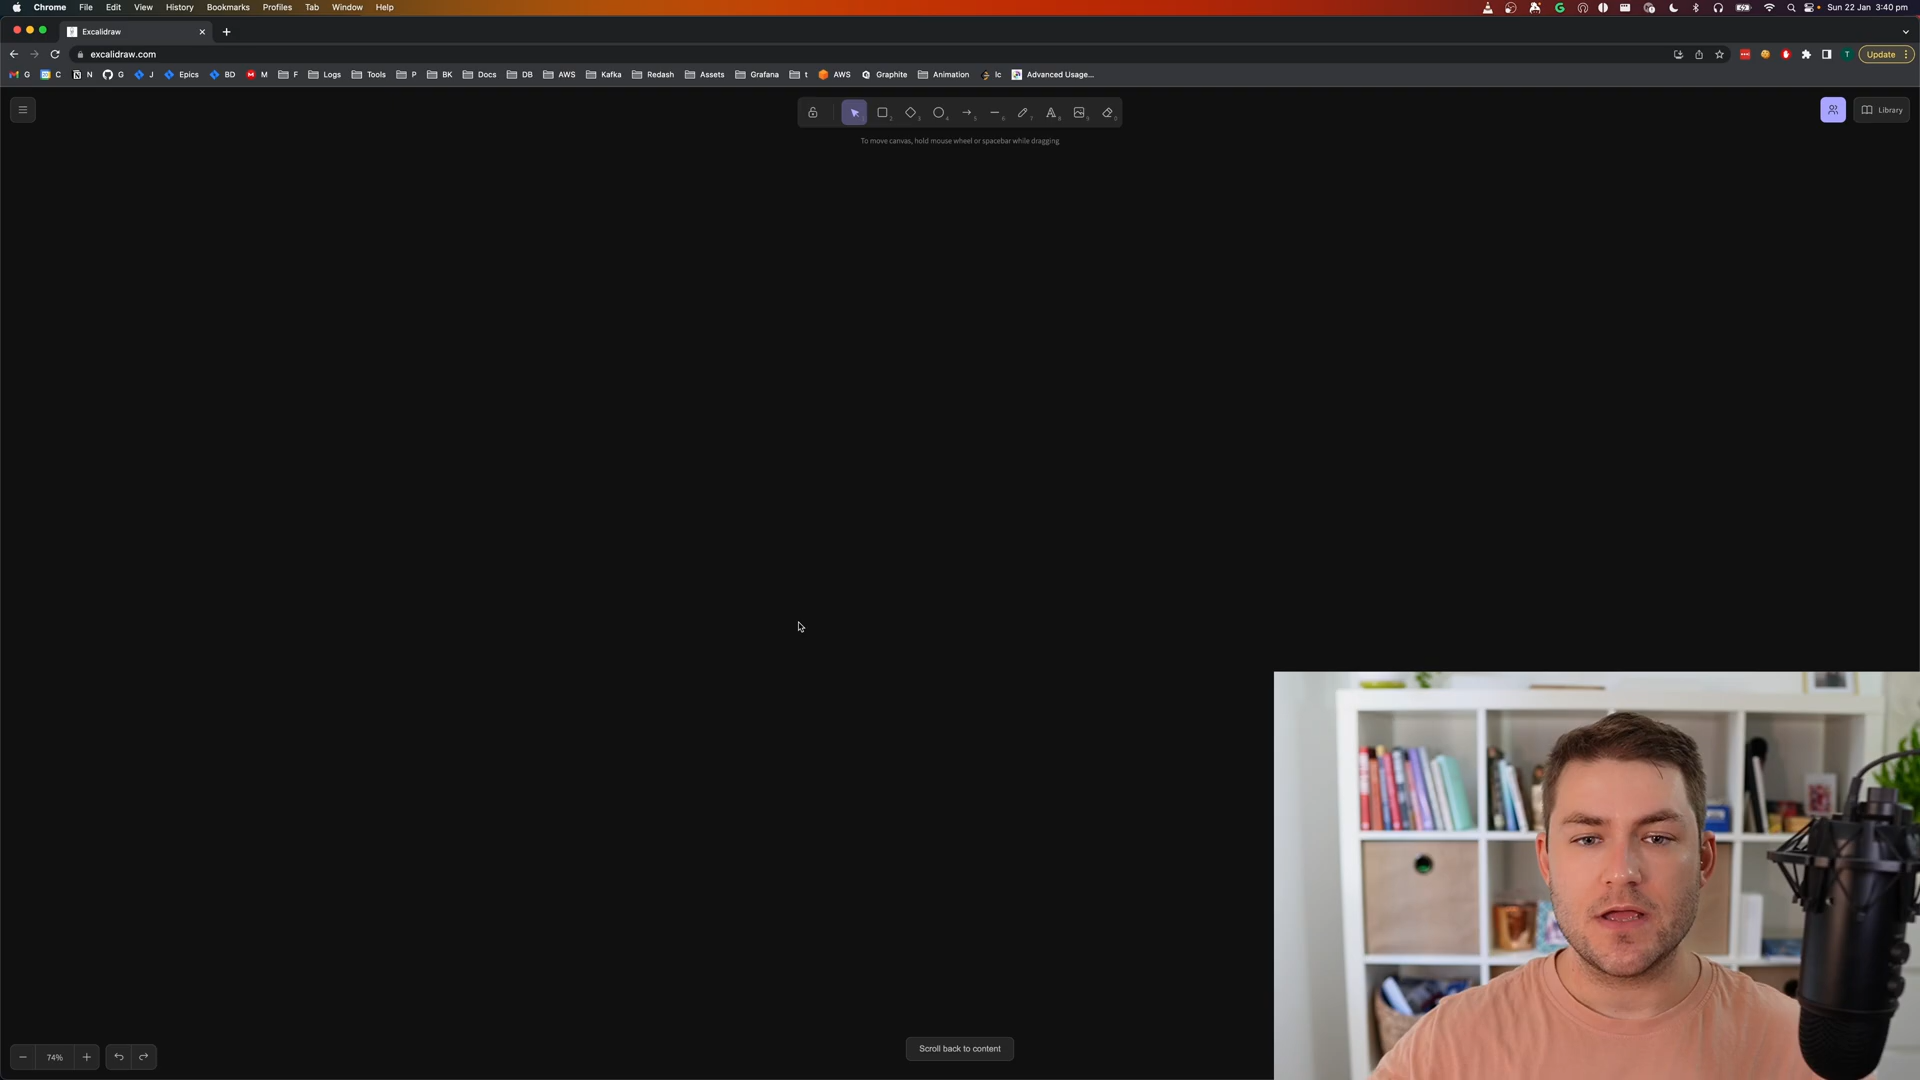 Chrome File Edit View History Bookmarks Profiles Tab Window Help Sun 22 Jan 3:40 pm
Excalidraw
excalidraw.com Update
G C N G J Epics BD M F Logs Tools P BK Docs DB AWS Kafka Redash Assets Grafana t AWS Graphite Animation lc Advanced Usage...
Library
To move canvas, hold mouse wheel or spacebar while dragging
Scroll back to content
74%